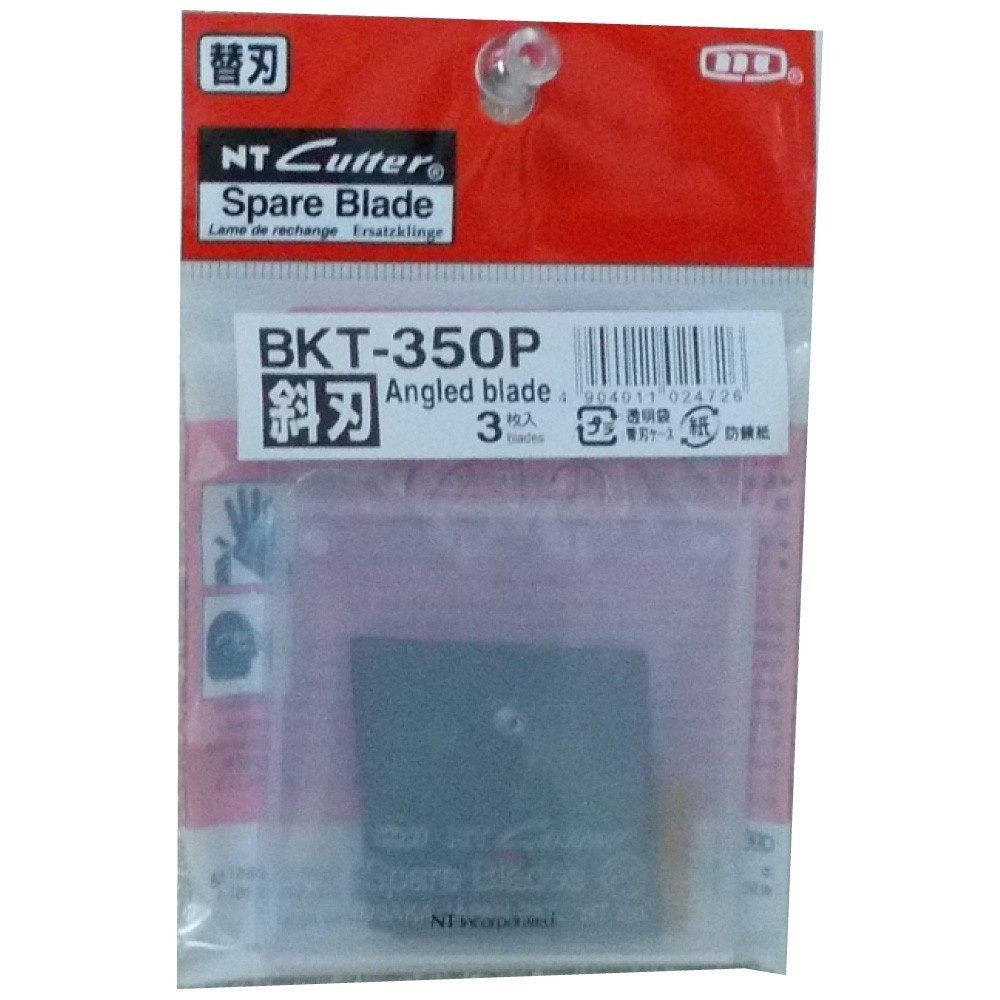 替刃
NT Cutter®
Spare Blade
Lame de rechange Ersatzklinge
BKT-350P
斜刃 Angled blade
3枚入
blades
4 904011 024726
プラ 透明袋
替刃ケース
紙 防錆紙
NT Cutter
Spare Blades
NT Incorporated